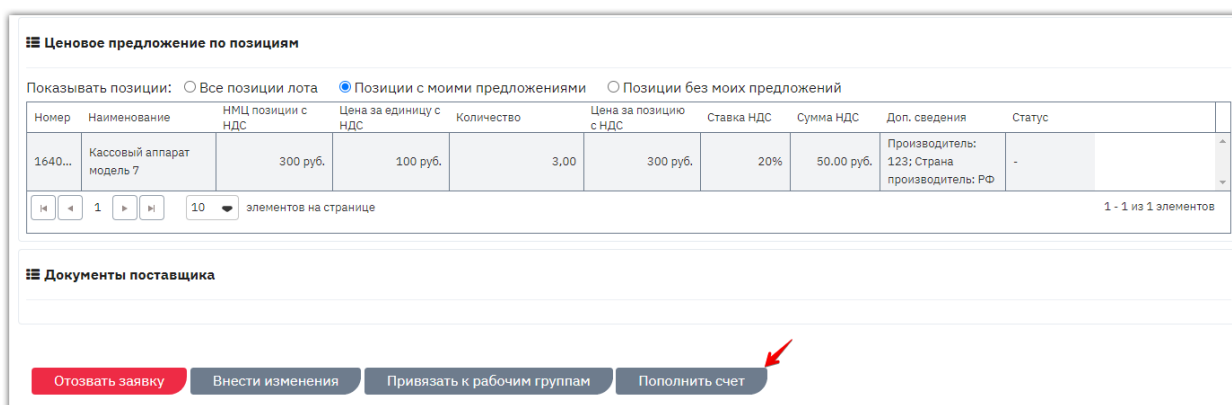 Ценовое предложение по позициям
Показывать позиции: Все позиции лота Позиции с моими предложениями Позиции без моих предложений
Номер Наименование НМЦ позиции с НДС Цена за единицу с НДС Количество Цена за позицию с НДС Ставка НДС Сумма НДС Доп. сведения Статус
1640... Кассовый аппарат модель 7 300 руб. 100 руб. 3,00 300 руб. 20% 50.00 руб. Производитель: 123; Страна производитель: РФ -
1 10 элементов на странице 1 - 1 из 1 элементов
Документы поставщика
Отозвать заявку Внести изменения Привязать к рабочим группам Пополнить счет